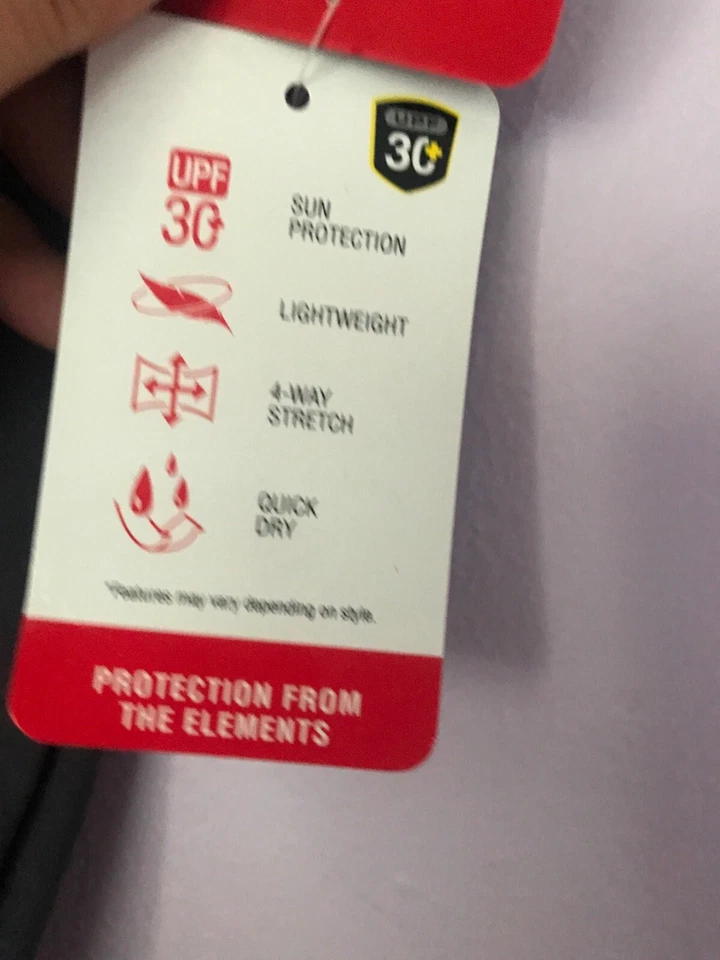 30+
UPF
30+
SUN
PROTECTION
LIGHTWEIGHT
4-WAY
STRETCH
QUICK
DRY
*Features may vary depending on style.
PROTECTION FROM
THE ELEMENTS